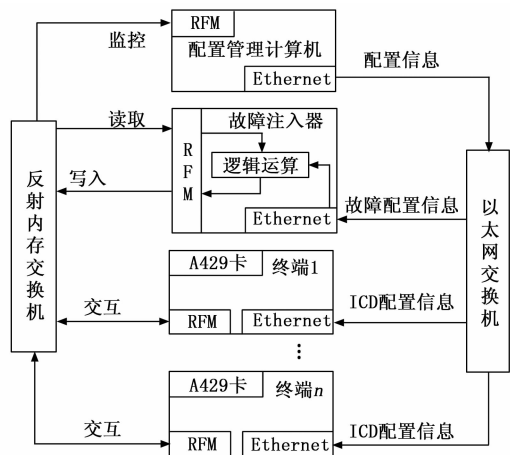 RFM
监控
配置管理计算机
配置信息
Ethernet
读取
故障注入器
RFM
逻辑运算
写入
故障配置信息
Ethernet
反射内存交换机
以太网交换机
A429卡
终端1
ICD配置信息
交互
RFM
Ethernet
⋮
A429卡
终端n
交互
ICD配置信息
RFM
Ethernet